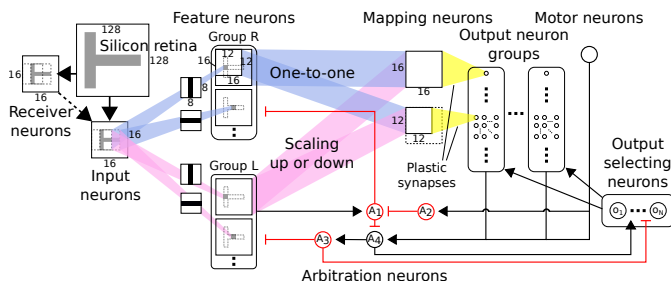 Feature neurons
Mapping neurons
Motor neurons
128
Silicon retina
128
Group R
16
12
12
16
One-to-one
16
16
Output neuron
groups
16
16
Receiver
neurons
16
16
Input
neurons
8
8
12
12
Scaling
up or down
Plastic
synapses
Group L
Output
selecting
neurons
A1
A2
A3
A4
O1
ON
Arbitration neurons